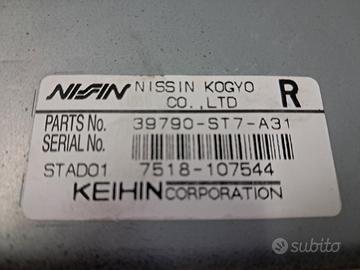 NISSIN NISSIN KOGYO
CO.,LTD R
PARTS No. 39790-ST7-A31
SERIAL No.
STAD01 7518-107544
KEIHIN CORPORATION
subito